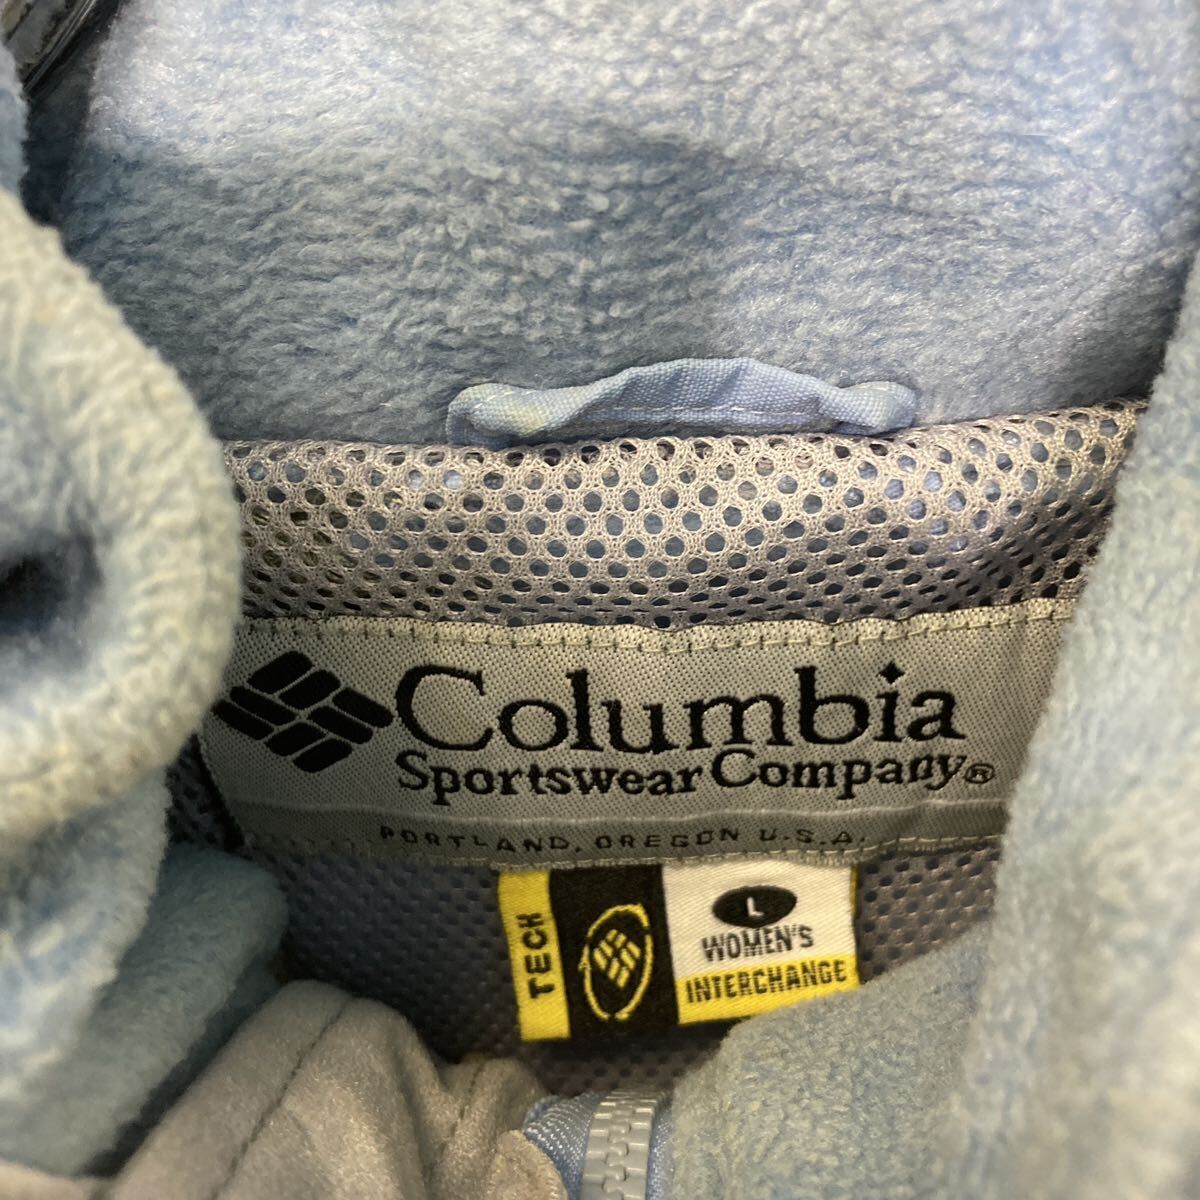 Columbia
Sportswear Company®
PORTLAND, OREGON U.S.A.
TECH
L
WOMEN'S
INTERCHANGE